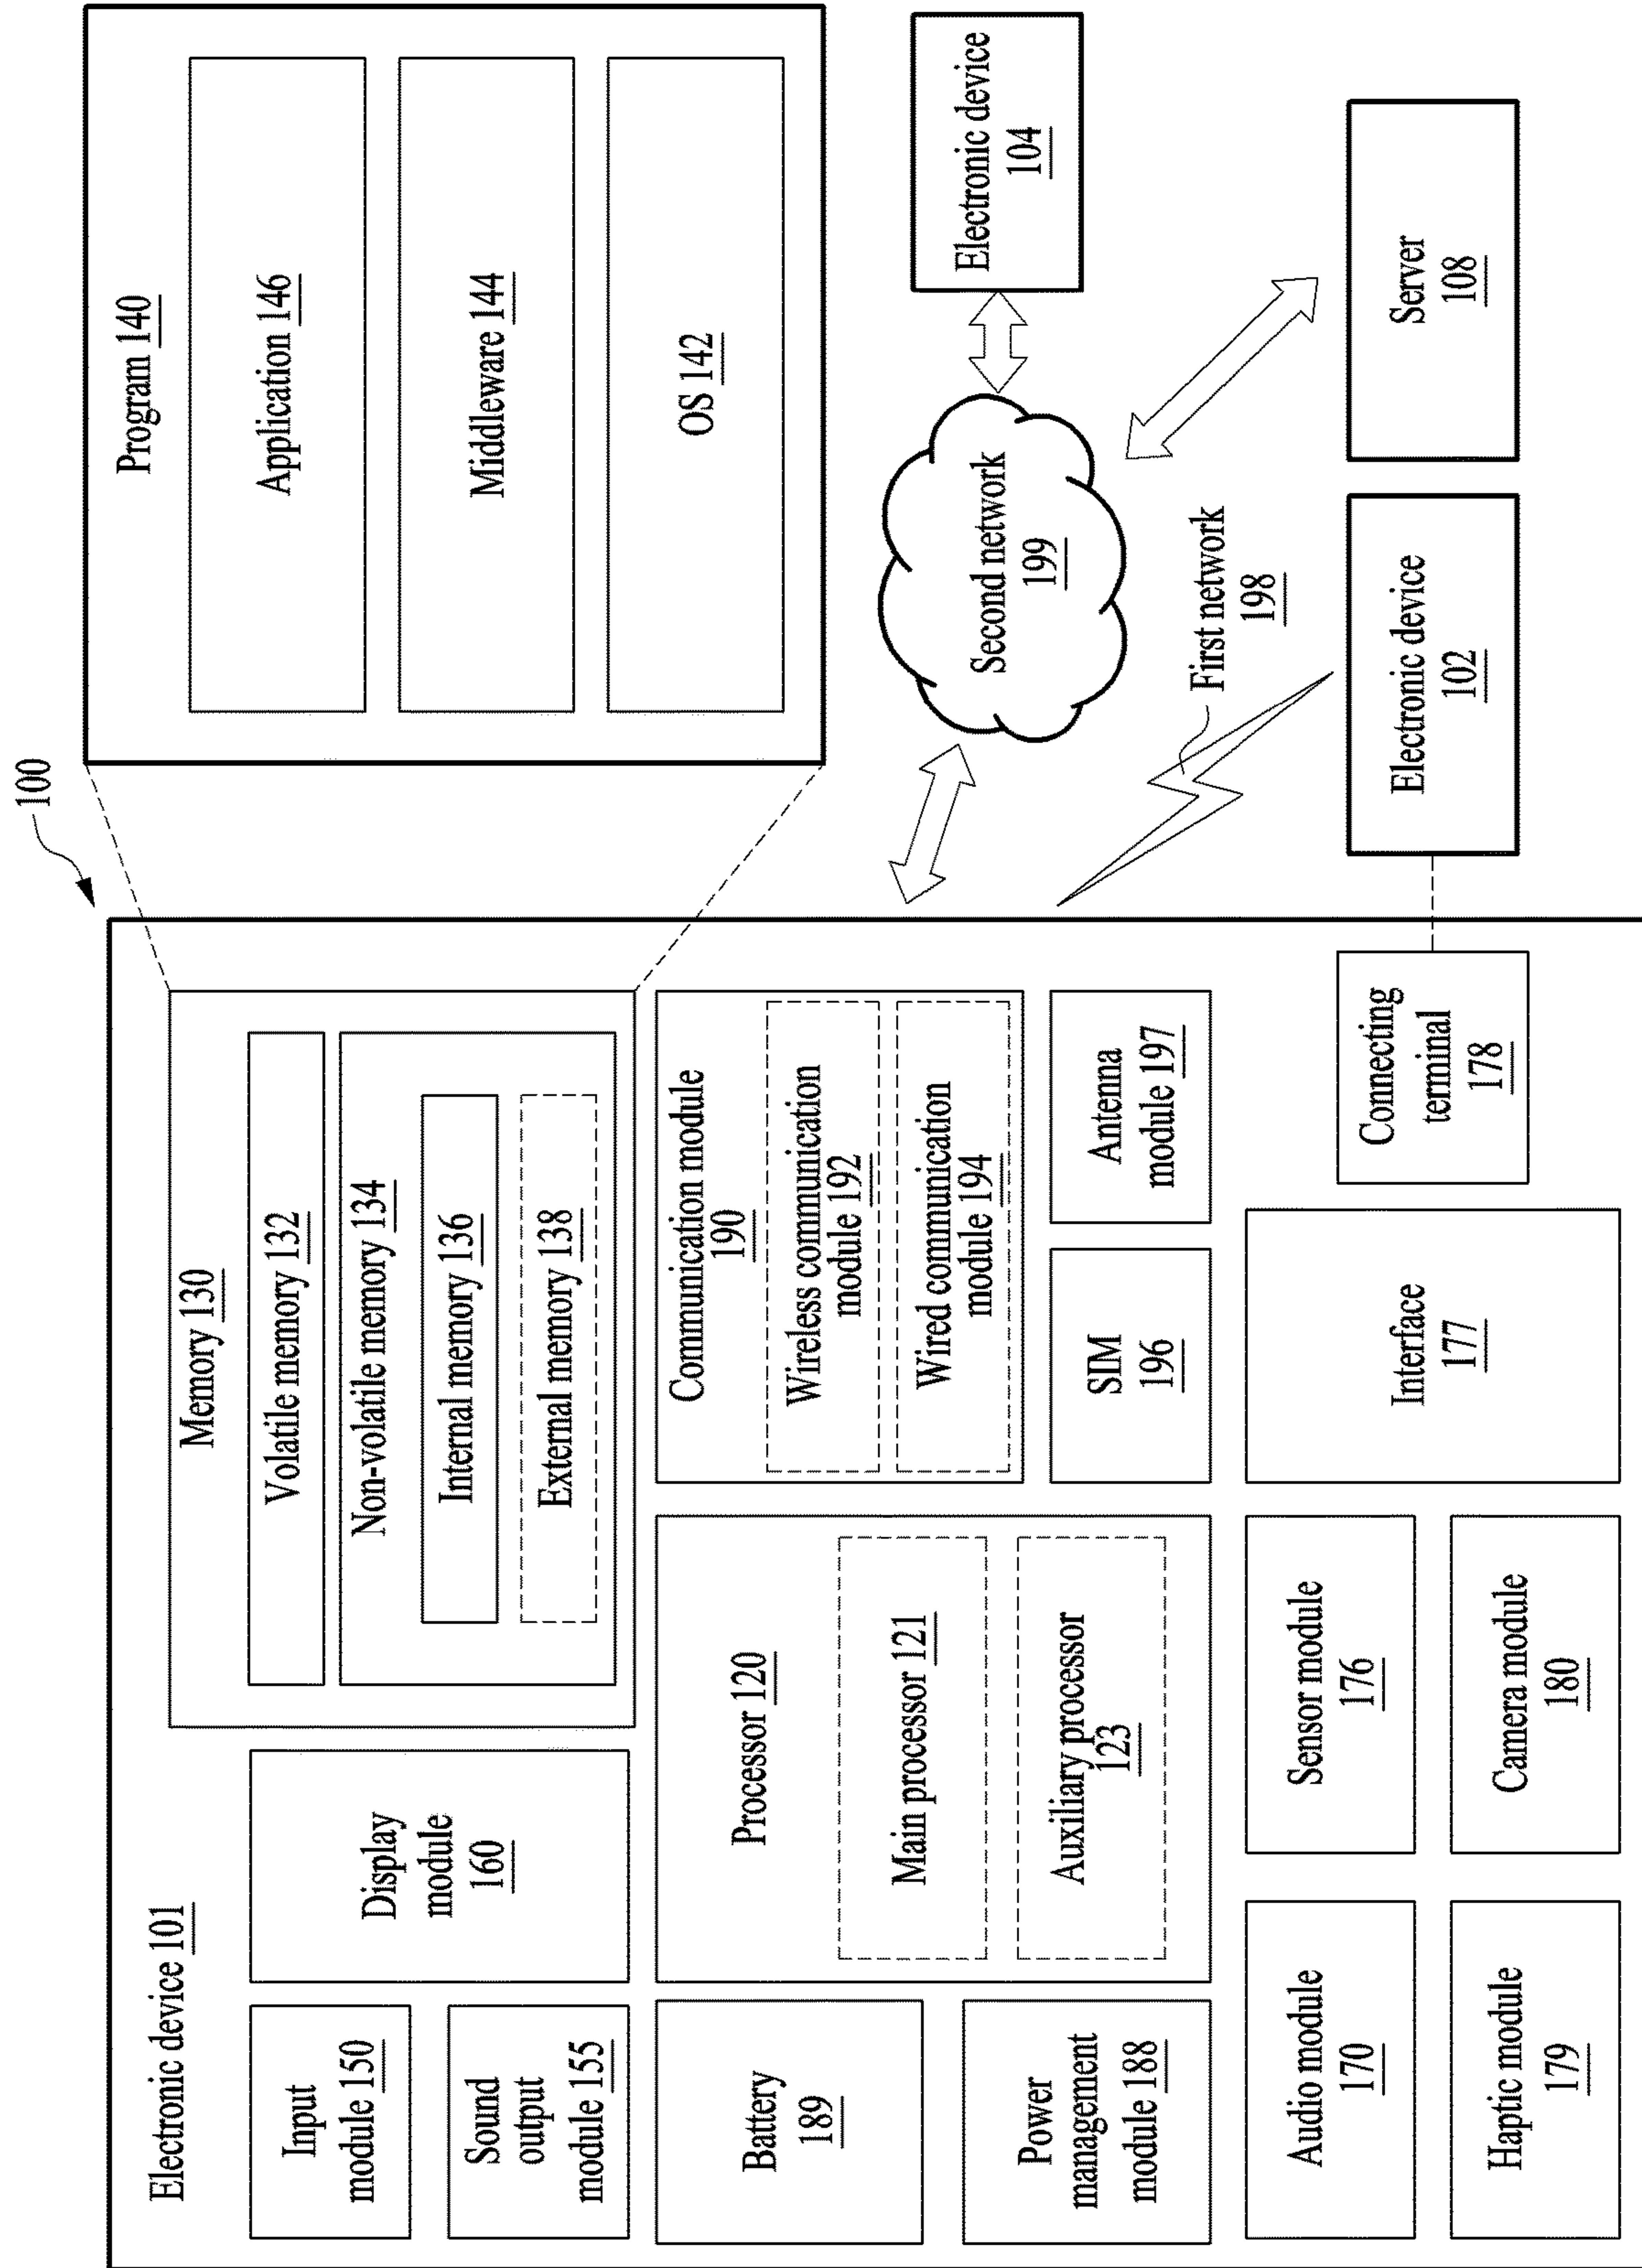 100
Electronic device 101
Input
module 150
Sound
output
module 155
Display
module
160
Memory 130
Volatile memory 132
Non-volatile memory 134
Internal memory 136
External memory 138
Program 140
Application 146
Middleware 144
OS 142
Battery
189
Power
management
module 188
Processor 120
Main processor 121
Auxiliary processor
123
Communication module
190
Wireless communication
module 192
Wired communication
module 194
SIM
196
Antenna
module 197
Second network
199
Electronic device
104
First network
198
Audio module
170
Haptic module
179
Sensor module
176
Camera module
180
Interface
177
Connecting
terminal
178
Electronic device
102
Server
108